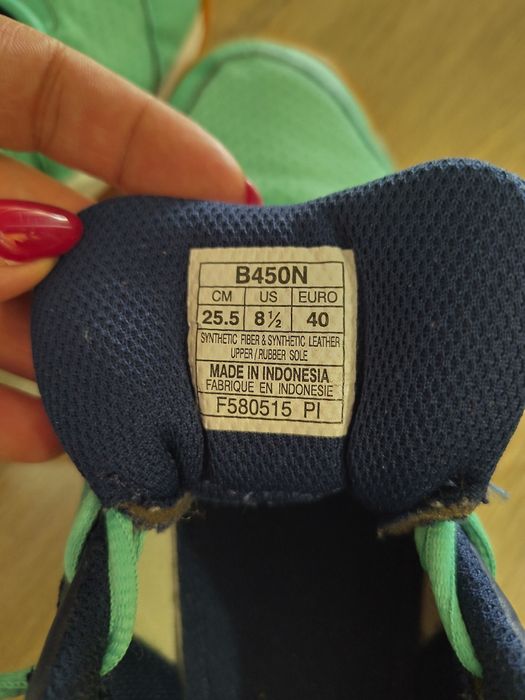 B450N
CM US EURO
25.5 8½ 40
SYNTHETIC FIBER & SYNTHETIC LEATHER
UPPER / RUBBER SOLE
MADE IN INDONESIA
FABRIQUE EN INDONESIE
F580515 PI